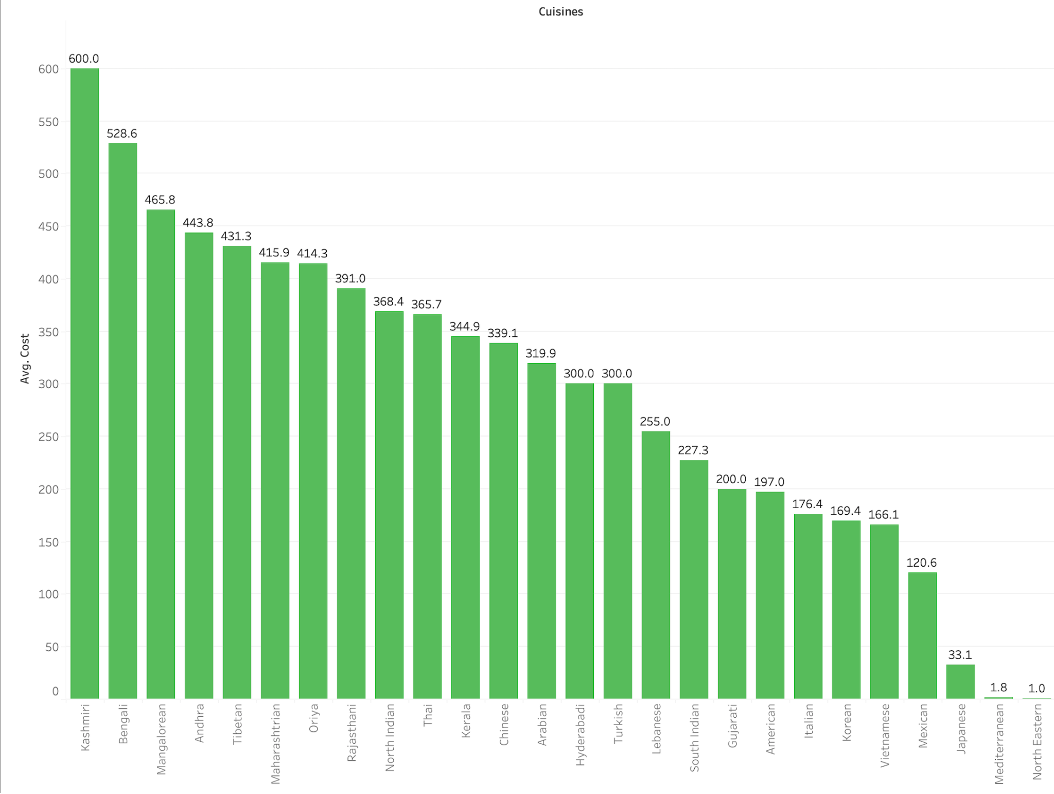 Cuisines
Avg. Cost
600
550
500
450
400
350
300
250
200
150
100
50
0
600.0
528.6
465.8
443.8
431.3
415.9
414.3
391.0
368.4
365.7
344.9
339.1
319.9
300.0
300.0
255.0
227.3
200.0
197.0
176.4
169.4
166.1
120.6
33.1
1.8
1.0
Kashmiri
Bengali
Mangalorean
Andhra
Tibetan
Maharashtrian
Oriya
Rajasthani
North Indian
Thai
Kerala
Chinese
Arabian
Hyderabadi
Turkish
Lebanese
South Indian
Gujarati
American
Italian
Korean
Vietnamese
Mexican
Japanese
Mediterranean
North Eastern